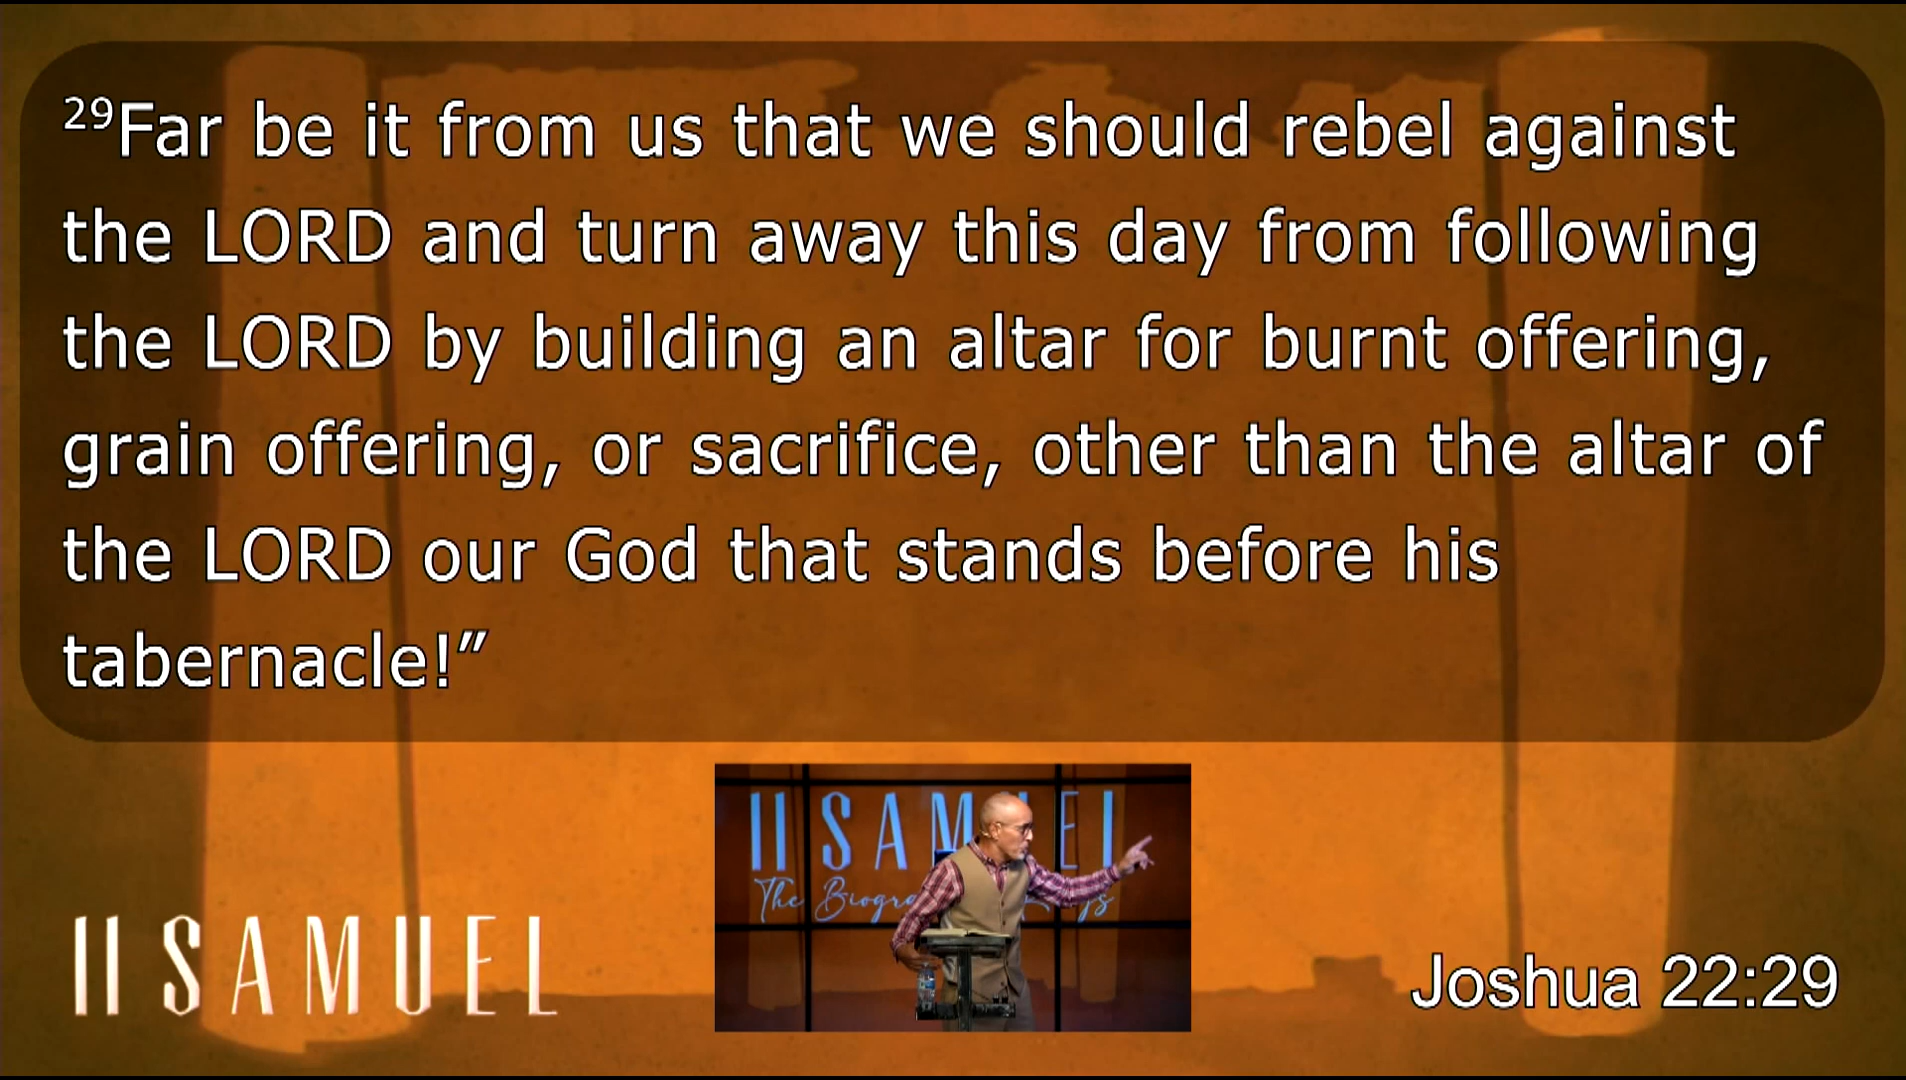 29Far be it from us that we should rebel against
the LORD and turn away this day from following
the LORD by building an altar for burnt offering,
grain offering, or sacrifice, other than the altar of
the LORD our God that stands before his
tabernacle!”
II SAMUEL
The
Joshua 22:29
II SAMUEL